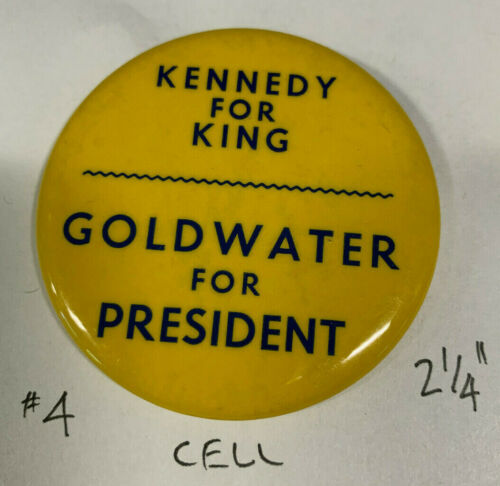 KENNEDY
FOR
KING
GOLDWATER
FOR
PRESIDENT
#4
2 1/4"
CELL